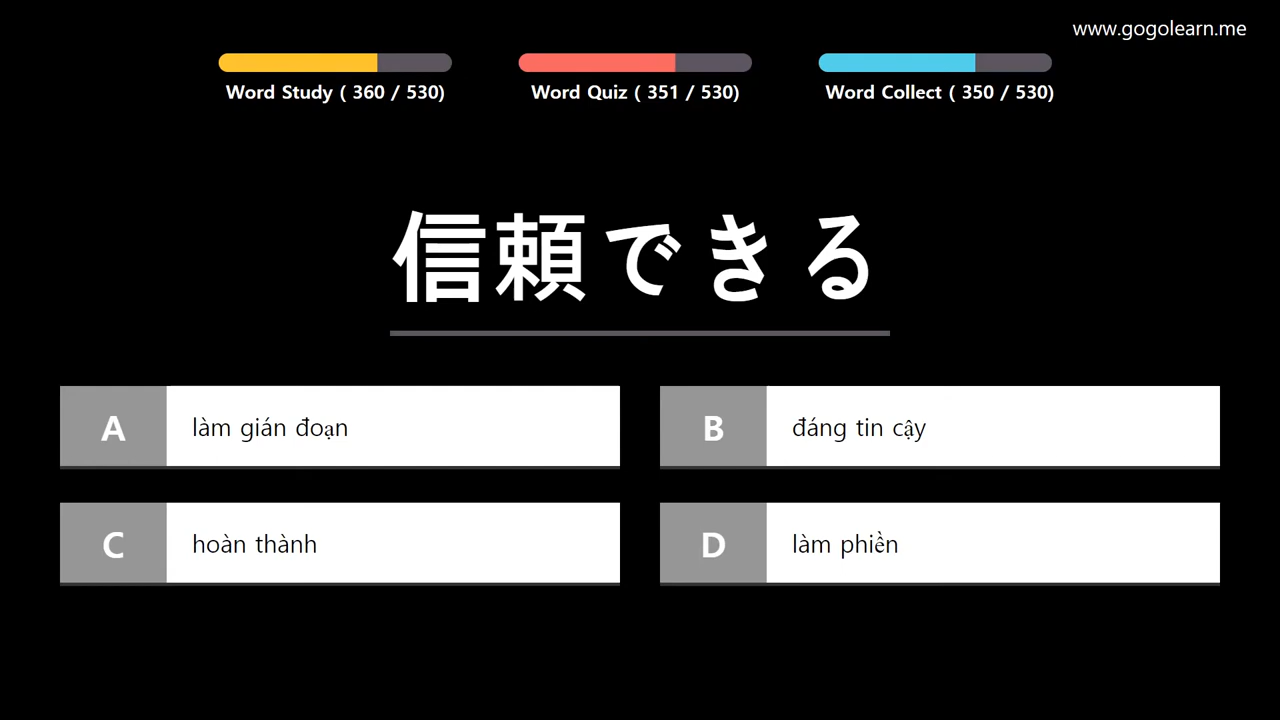 www.gogolearn.me
Word Study ( 360 / 530)
Word Quiz ( 351 / 530)
Word Collect ( 350 / 530)
信頼できる
A làm gián đoạn
B đáng tin cậy
C hoàn thành
D làm phiền